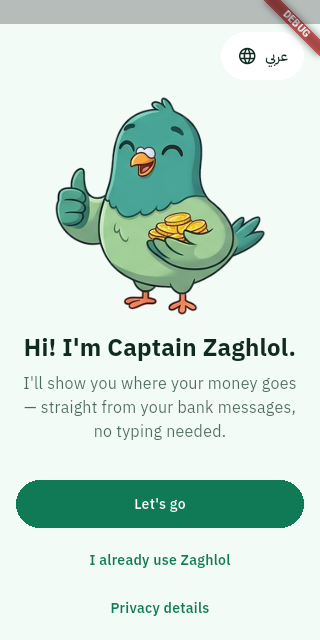 DEBUG
عربي
Hi! I'm Captain Zaghlol.
I'll show you where your money goes
— straight from your bank messages,
no typing needed.
Let's go
I already use Zaghlol
Privacy details